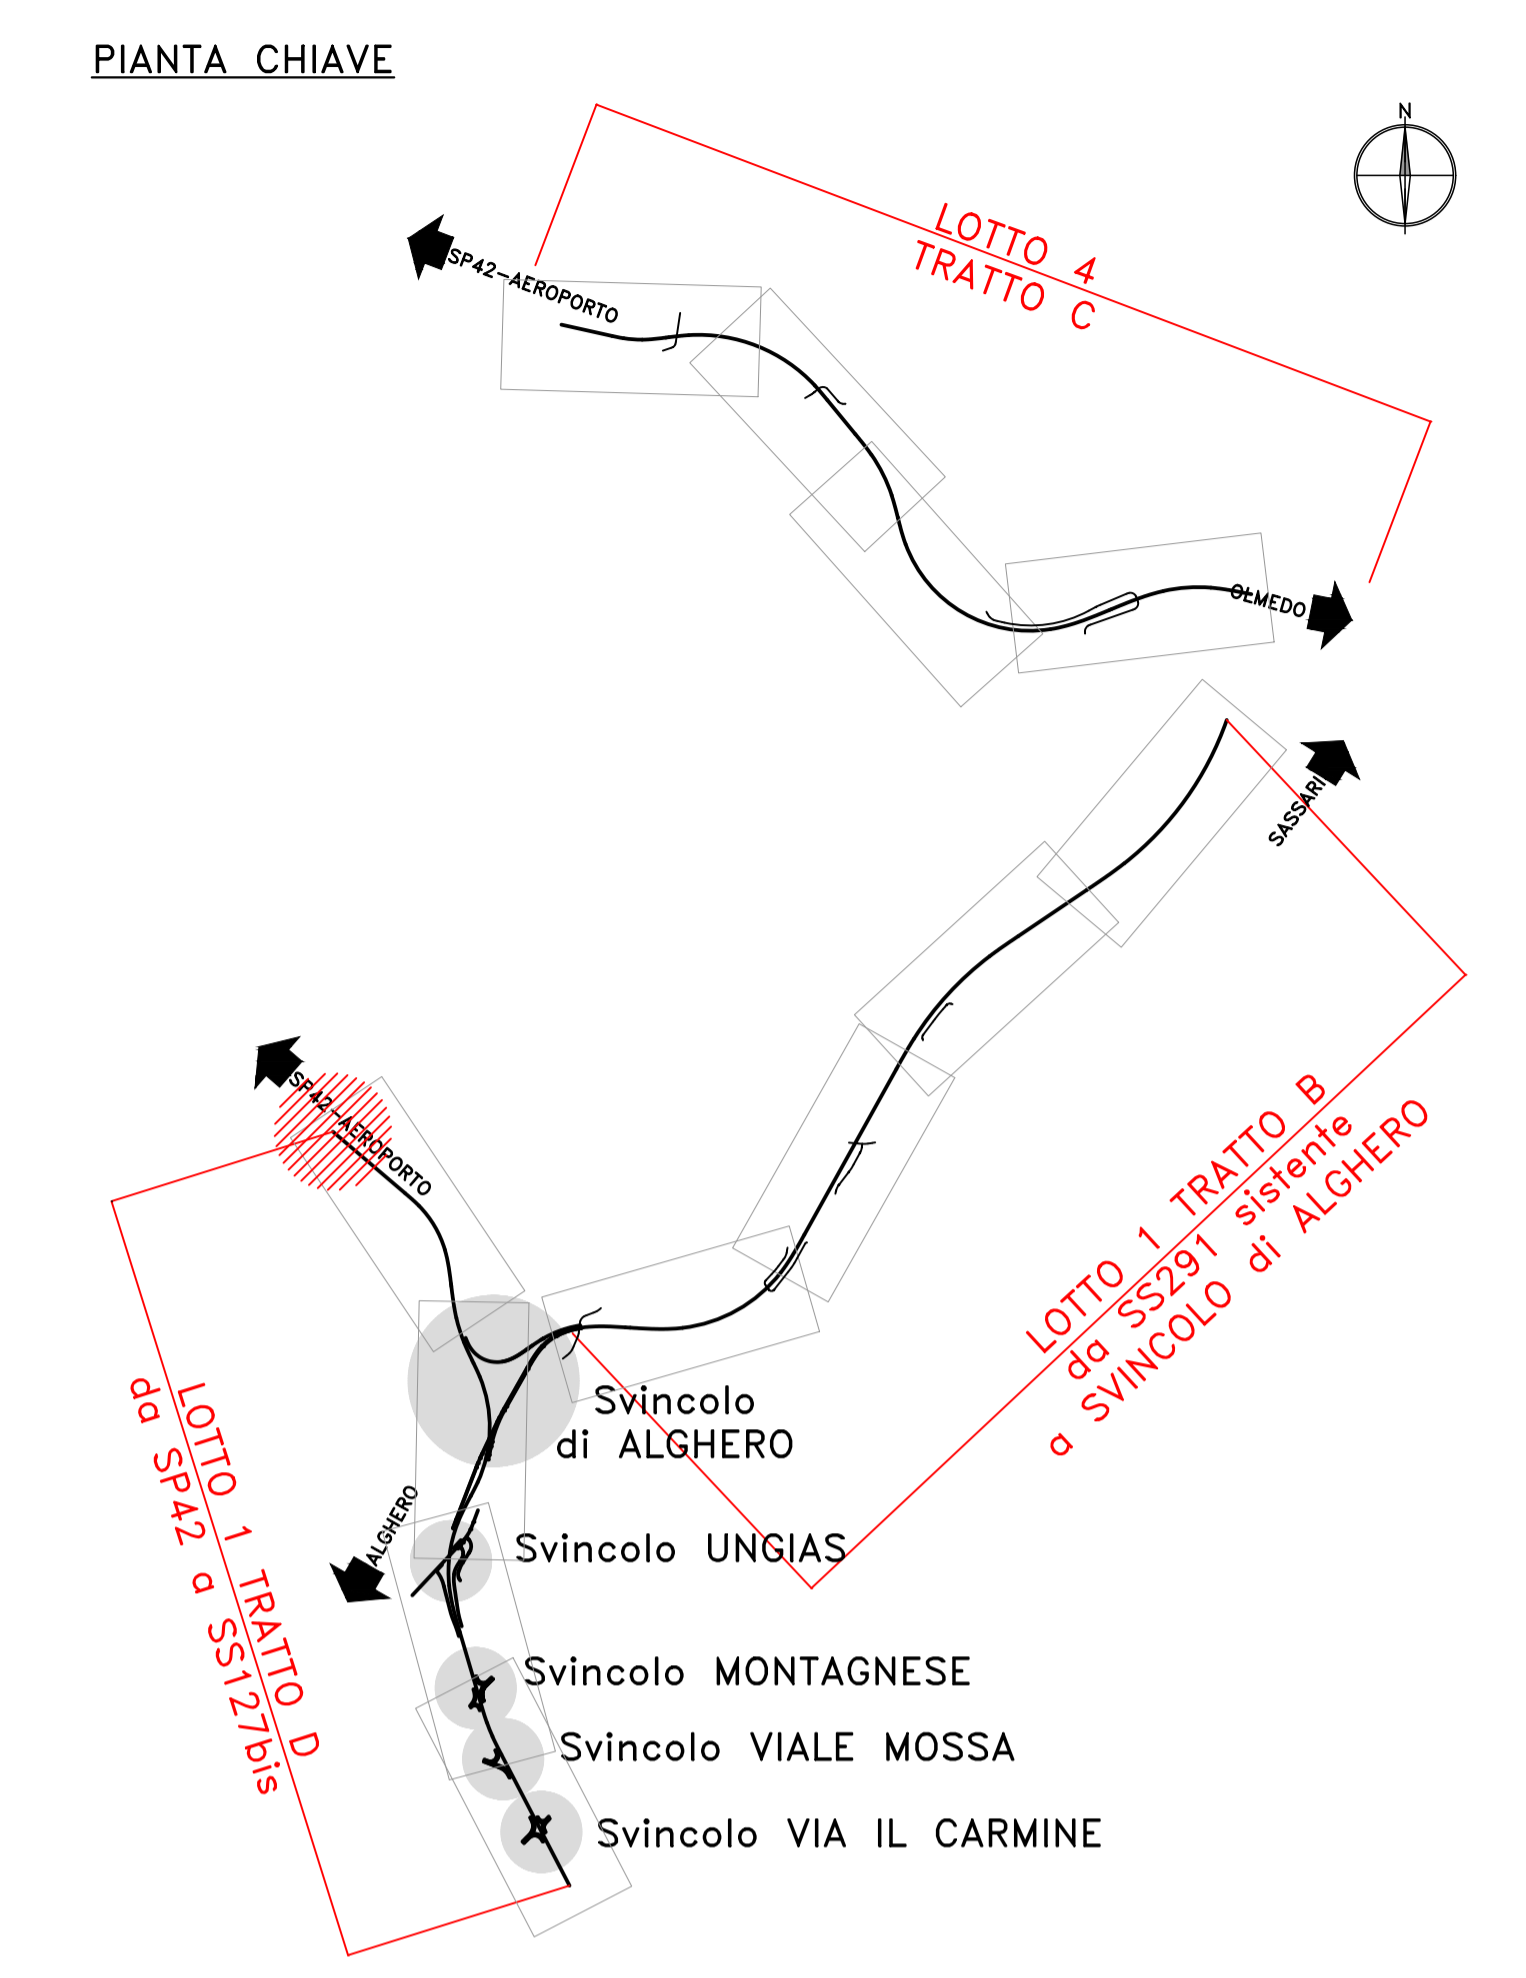 PIANTA CHIAVE
N
LOTTO 4
TRATTO C
SP42-AEROPORTO
OLMEDO
SASSARI
SP42-AEROPORTO
LOTTO 1 TRATTO B
da SS291 sistente
a SVINCOLO di ALGHERO
Svincolo
di ALGHERO
LOTTO 1 TRATTO D
da SP42 a SS127bis
ALGHERO
Svincolo UNGIAS
Svincolo MONTAGNESE
Svincolo VIALE MOSSA
Svincolo VIA IL CARMINE